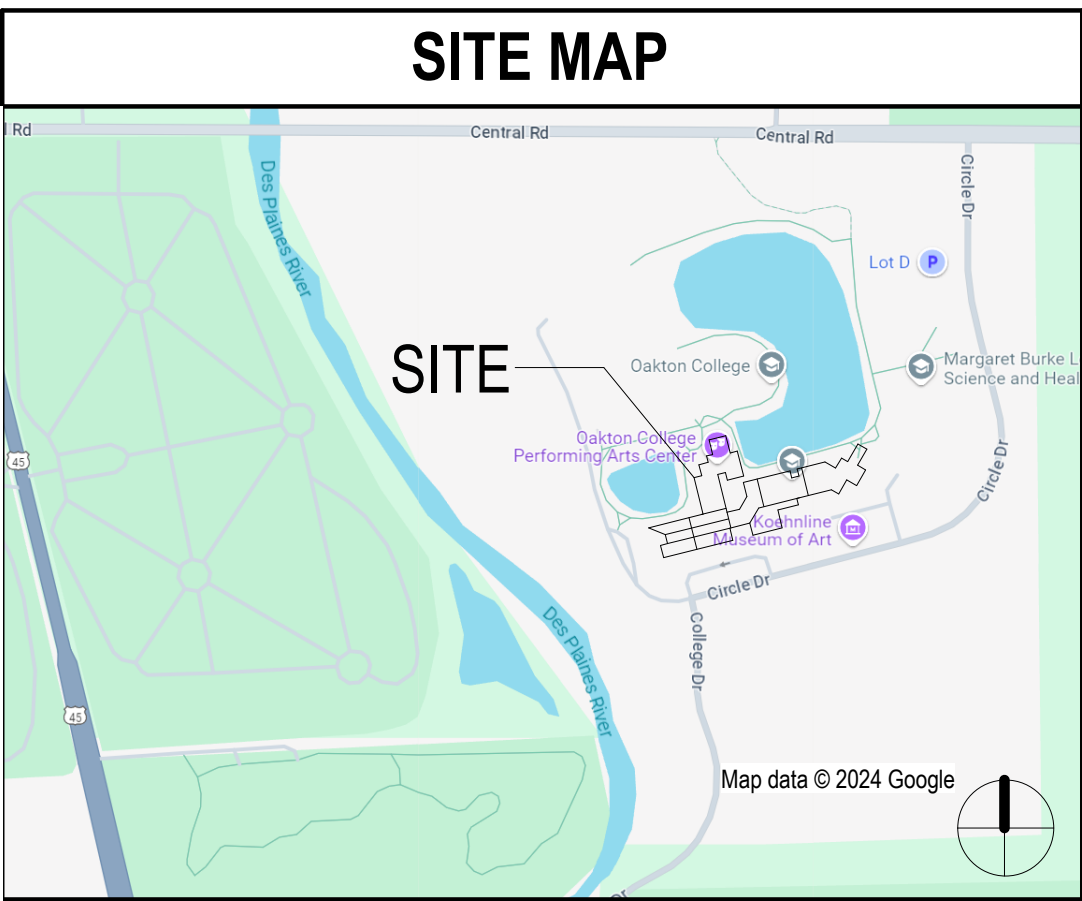 SITE MAP
l Rd
Central Rd
Central Rd
Des Plaines River
Circle Dr
Lot D
P
SITE
Oakton College
Margaret Burke L
Science and Heal
Oakton College
Performing Arts Center
45
Circle Dr
Koehnline
Museum of Art
Circle Dr
College Dr
Des Plaines River
45
Map data © 2024 Google